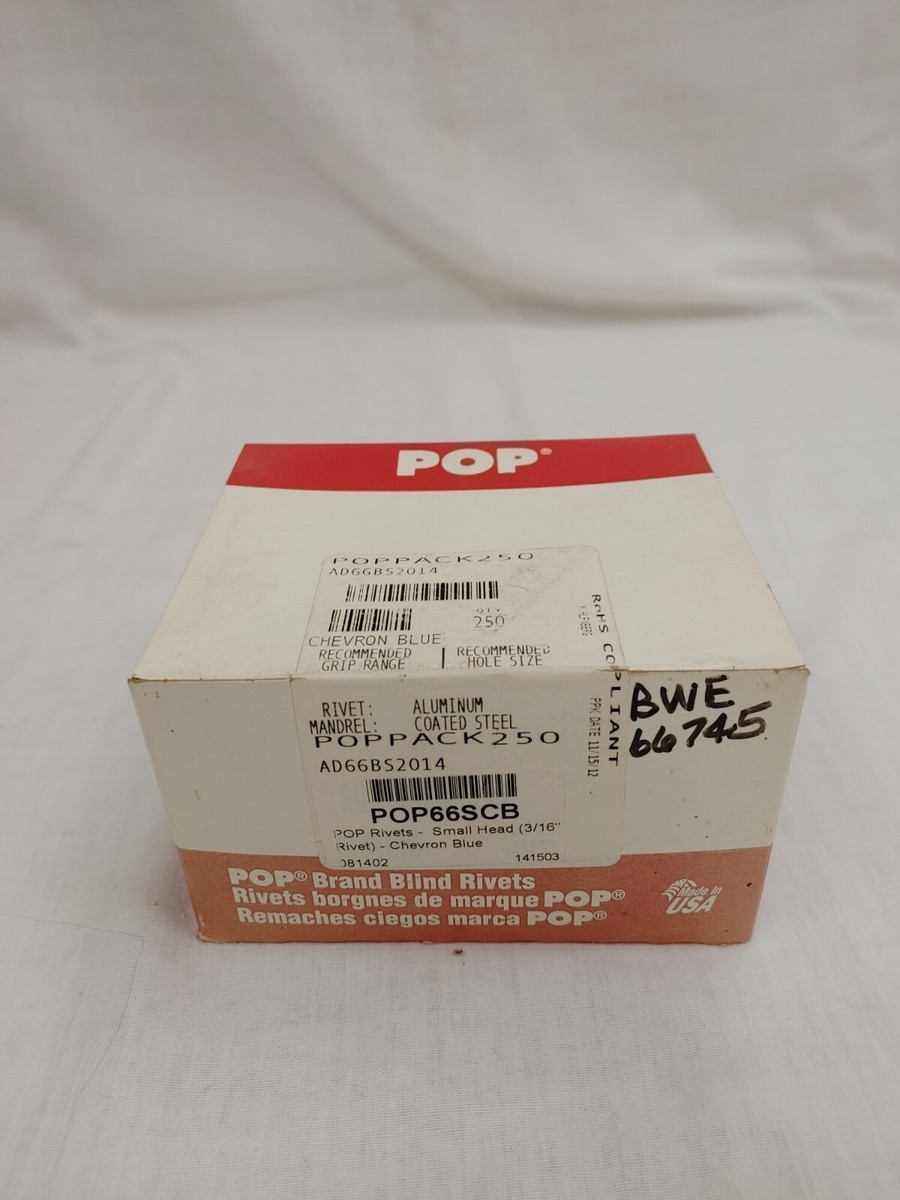 POP®
POPPACK250
AD66BS2014
QTY
250
CHEVRON BLUE
RECOMMENDED GRIP RANGE
RECOMMENDED HOLE SIZE
RoHS COMPLIANT
PPK DATE 11/15/12
RIVET: ALUMINUM
MANDREL: COATED STEEL
POPPACK250
AD66BS2014
POP66SCB
POP Rivets - Small Head (3/16"
Rivet) - Chevron Blue
081402 141503
BWE
66745
POP® Brand Blind Rivets
Rivets borgnes de marque POP®
Remaches ciegos marca POP®
Made in
USA